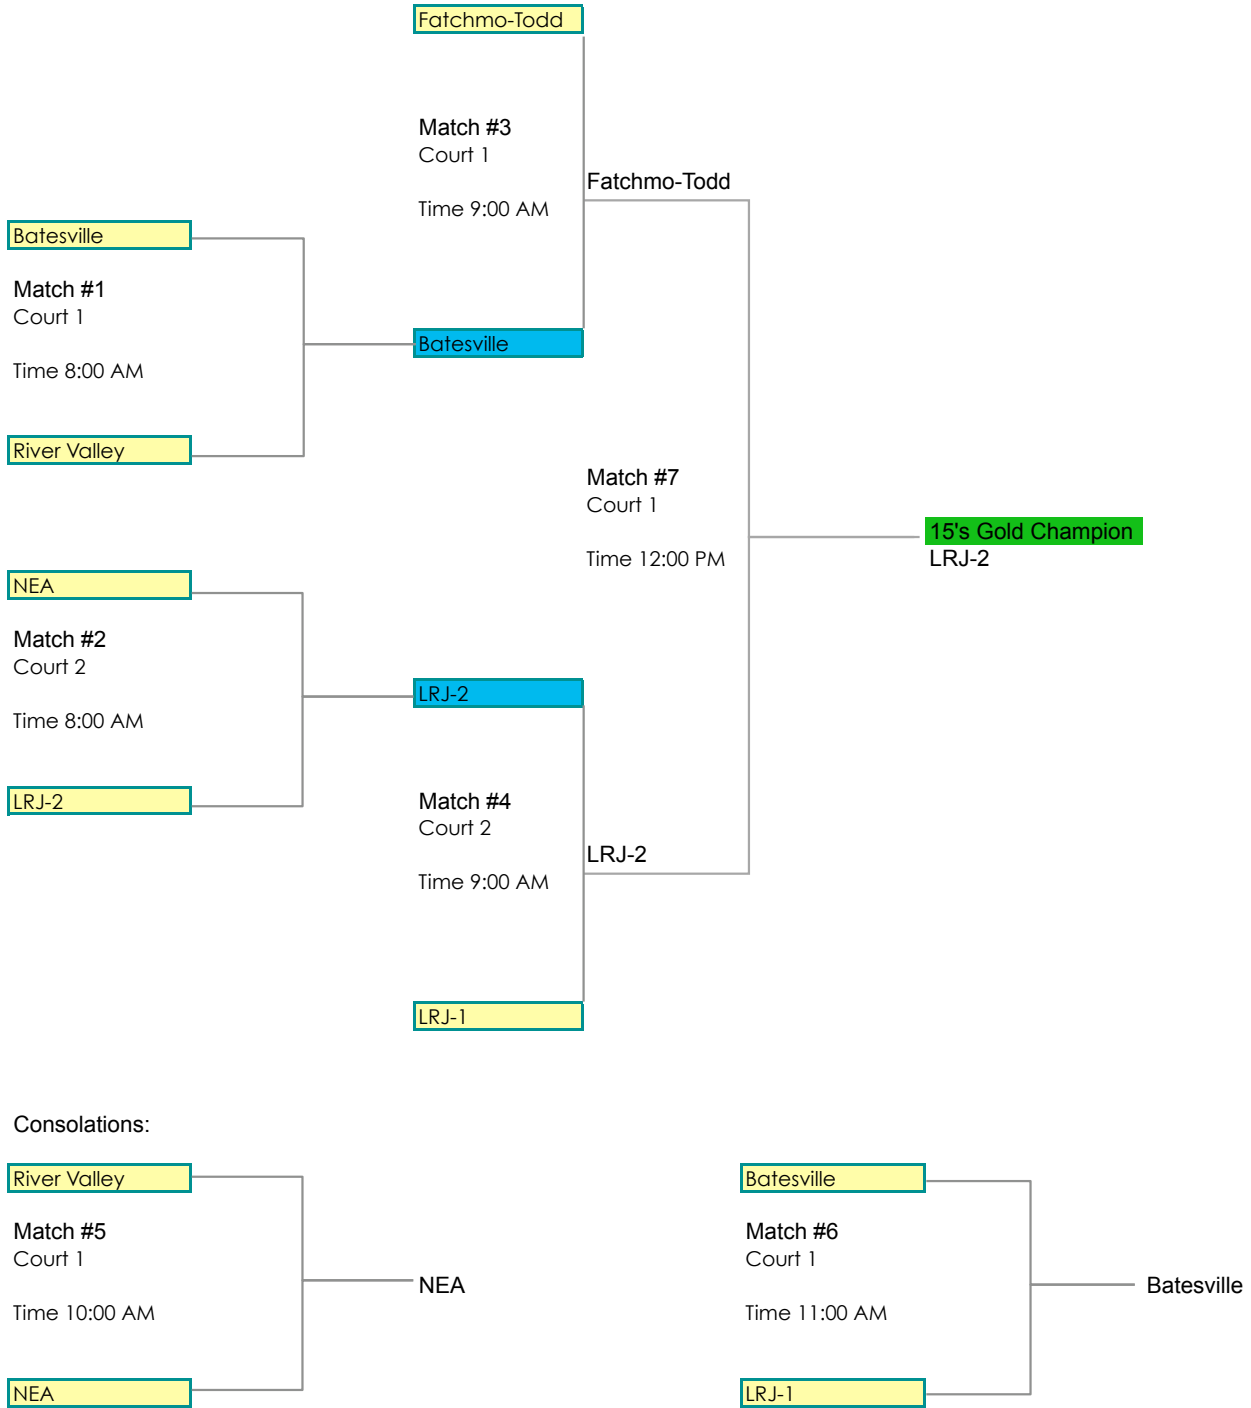 Fatchmo-Todd
Match #3
Court 1
Time 9:00 AM
Fatchmo-Todd
Batesville
Match #1
Court 1
Time 8:00 AM
River Valley
Batesville
Match #7
Court 1
Time 12:00 PM
15's Gold Champion
LRJ-2
NEA
Match #2
Court 2
Time 8:00 AM
LRJ-2
LRJ-2
Match #4
Court 2
Time 9:00 AM
LRJ-2
LRJ-1
Consolations:
River Valley
Match #5
Court 1
Time 10:00 AM
NEA
NEA
Batesville
Match #6
Court 1
Time 11:00 AM
Batesville
LRJ-1